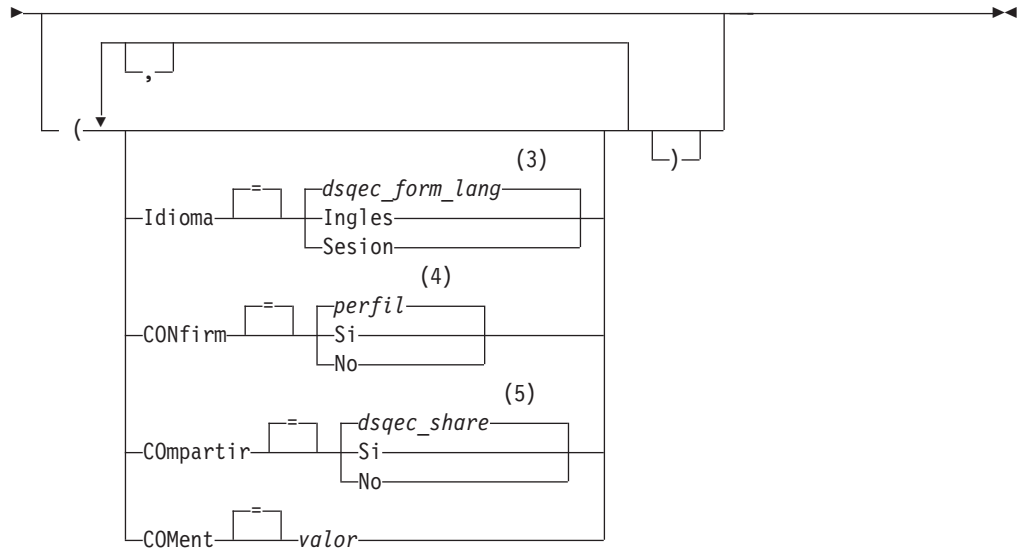 ,
( )
(3)
= dsqec_form_lang
Idioma Ingles
Sesion
(4)
= perfil
CONfirm Si
No
(5)
= dsqec_share
COmpartir Si
No
=
COMent valor